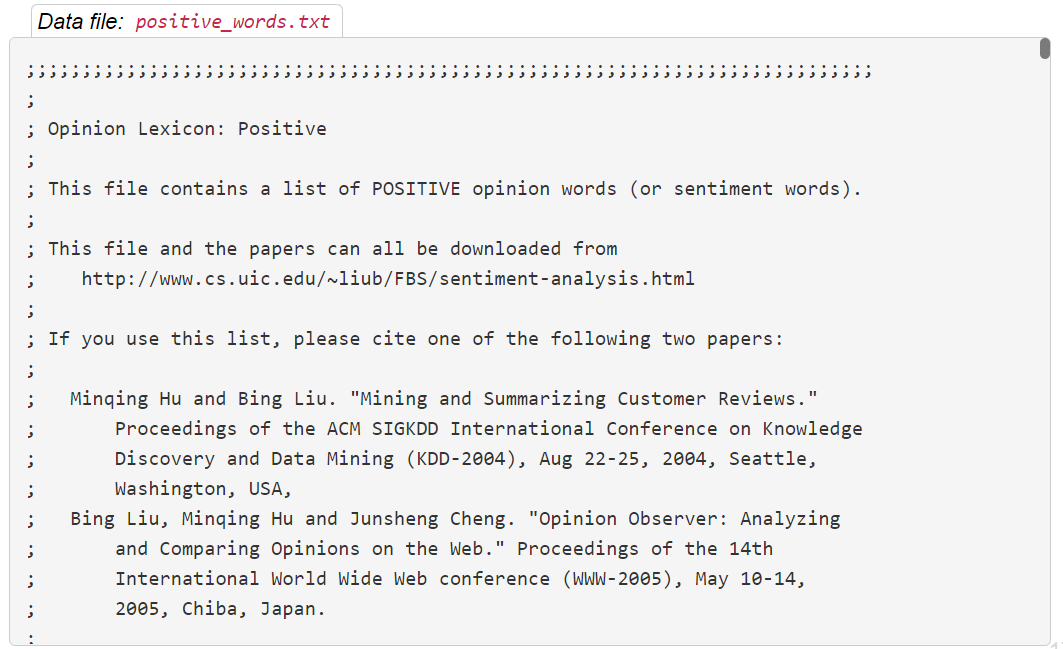 Data file: positive_words.txt
;;;;;;;;;;;;;;;;;;;;;;;;;;;;;;;;;;;;;;;;;;;;;;;;;;;;;;;;;;;;;;;;;;;;;;;;;;;;
;
; Opinion Lexicon: Positive
;
; This file contains a list of POSITIVE opinion words (or sentiment words).
;
; This file and the papers can all be downloaded from
;    http://www.cs.uic.edu/~liub/FBS/sentiment-analysis.html
;
; If you use this list, please cite one of the following two papers:
;
;   Minqing Hu and Bing Liu. "Mining and Summarizing Customer Reviews."
;       Proceedings of the ACM SIGKDD International Conference on Knowledge
;       Discovery and Data Mining (KDD-2004), Aug 22-25, 2004, Seattle,
;       Washington, USA,
;   Bing Liu, Minqing Hu and Junsheng Cheng. "Opinion Observer: Analyzing
;       and Comparing Opinions on the Web." Proceedings of the 14th
;       International World Wide Web conference (WWW-2005), May 10-14,
;       2005, Chiba, Japan.
;